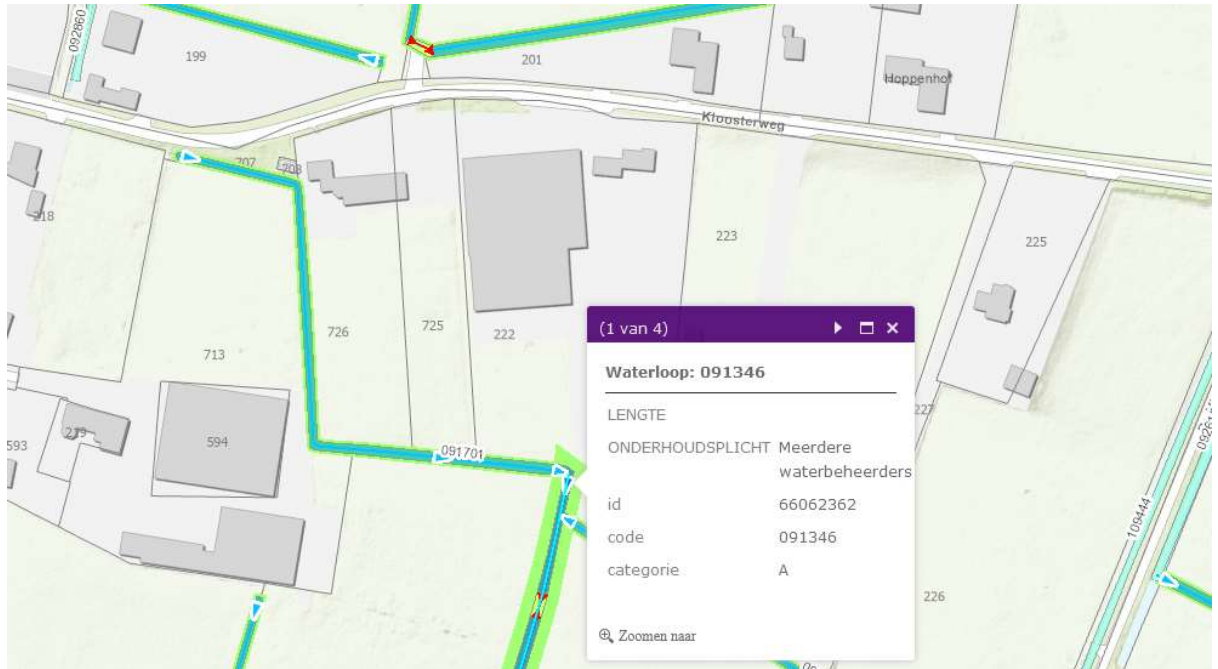 092860
199
201
Hoppenhof
Kloosterweg
707
708
218
223
225
726
725
222
713
(1 van 4)
Waterloop: 091346
LENGTE
227
593
219
594
091701
ONDERHOUDSPLICHT Meerdere
waterbeheerders
id 66062362
code 091346
109444
categorie A
226
Zoomen naar